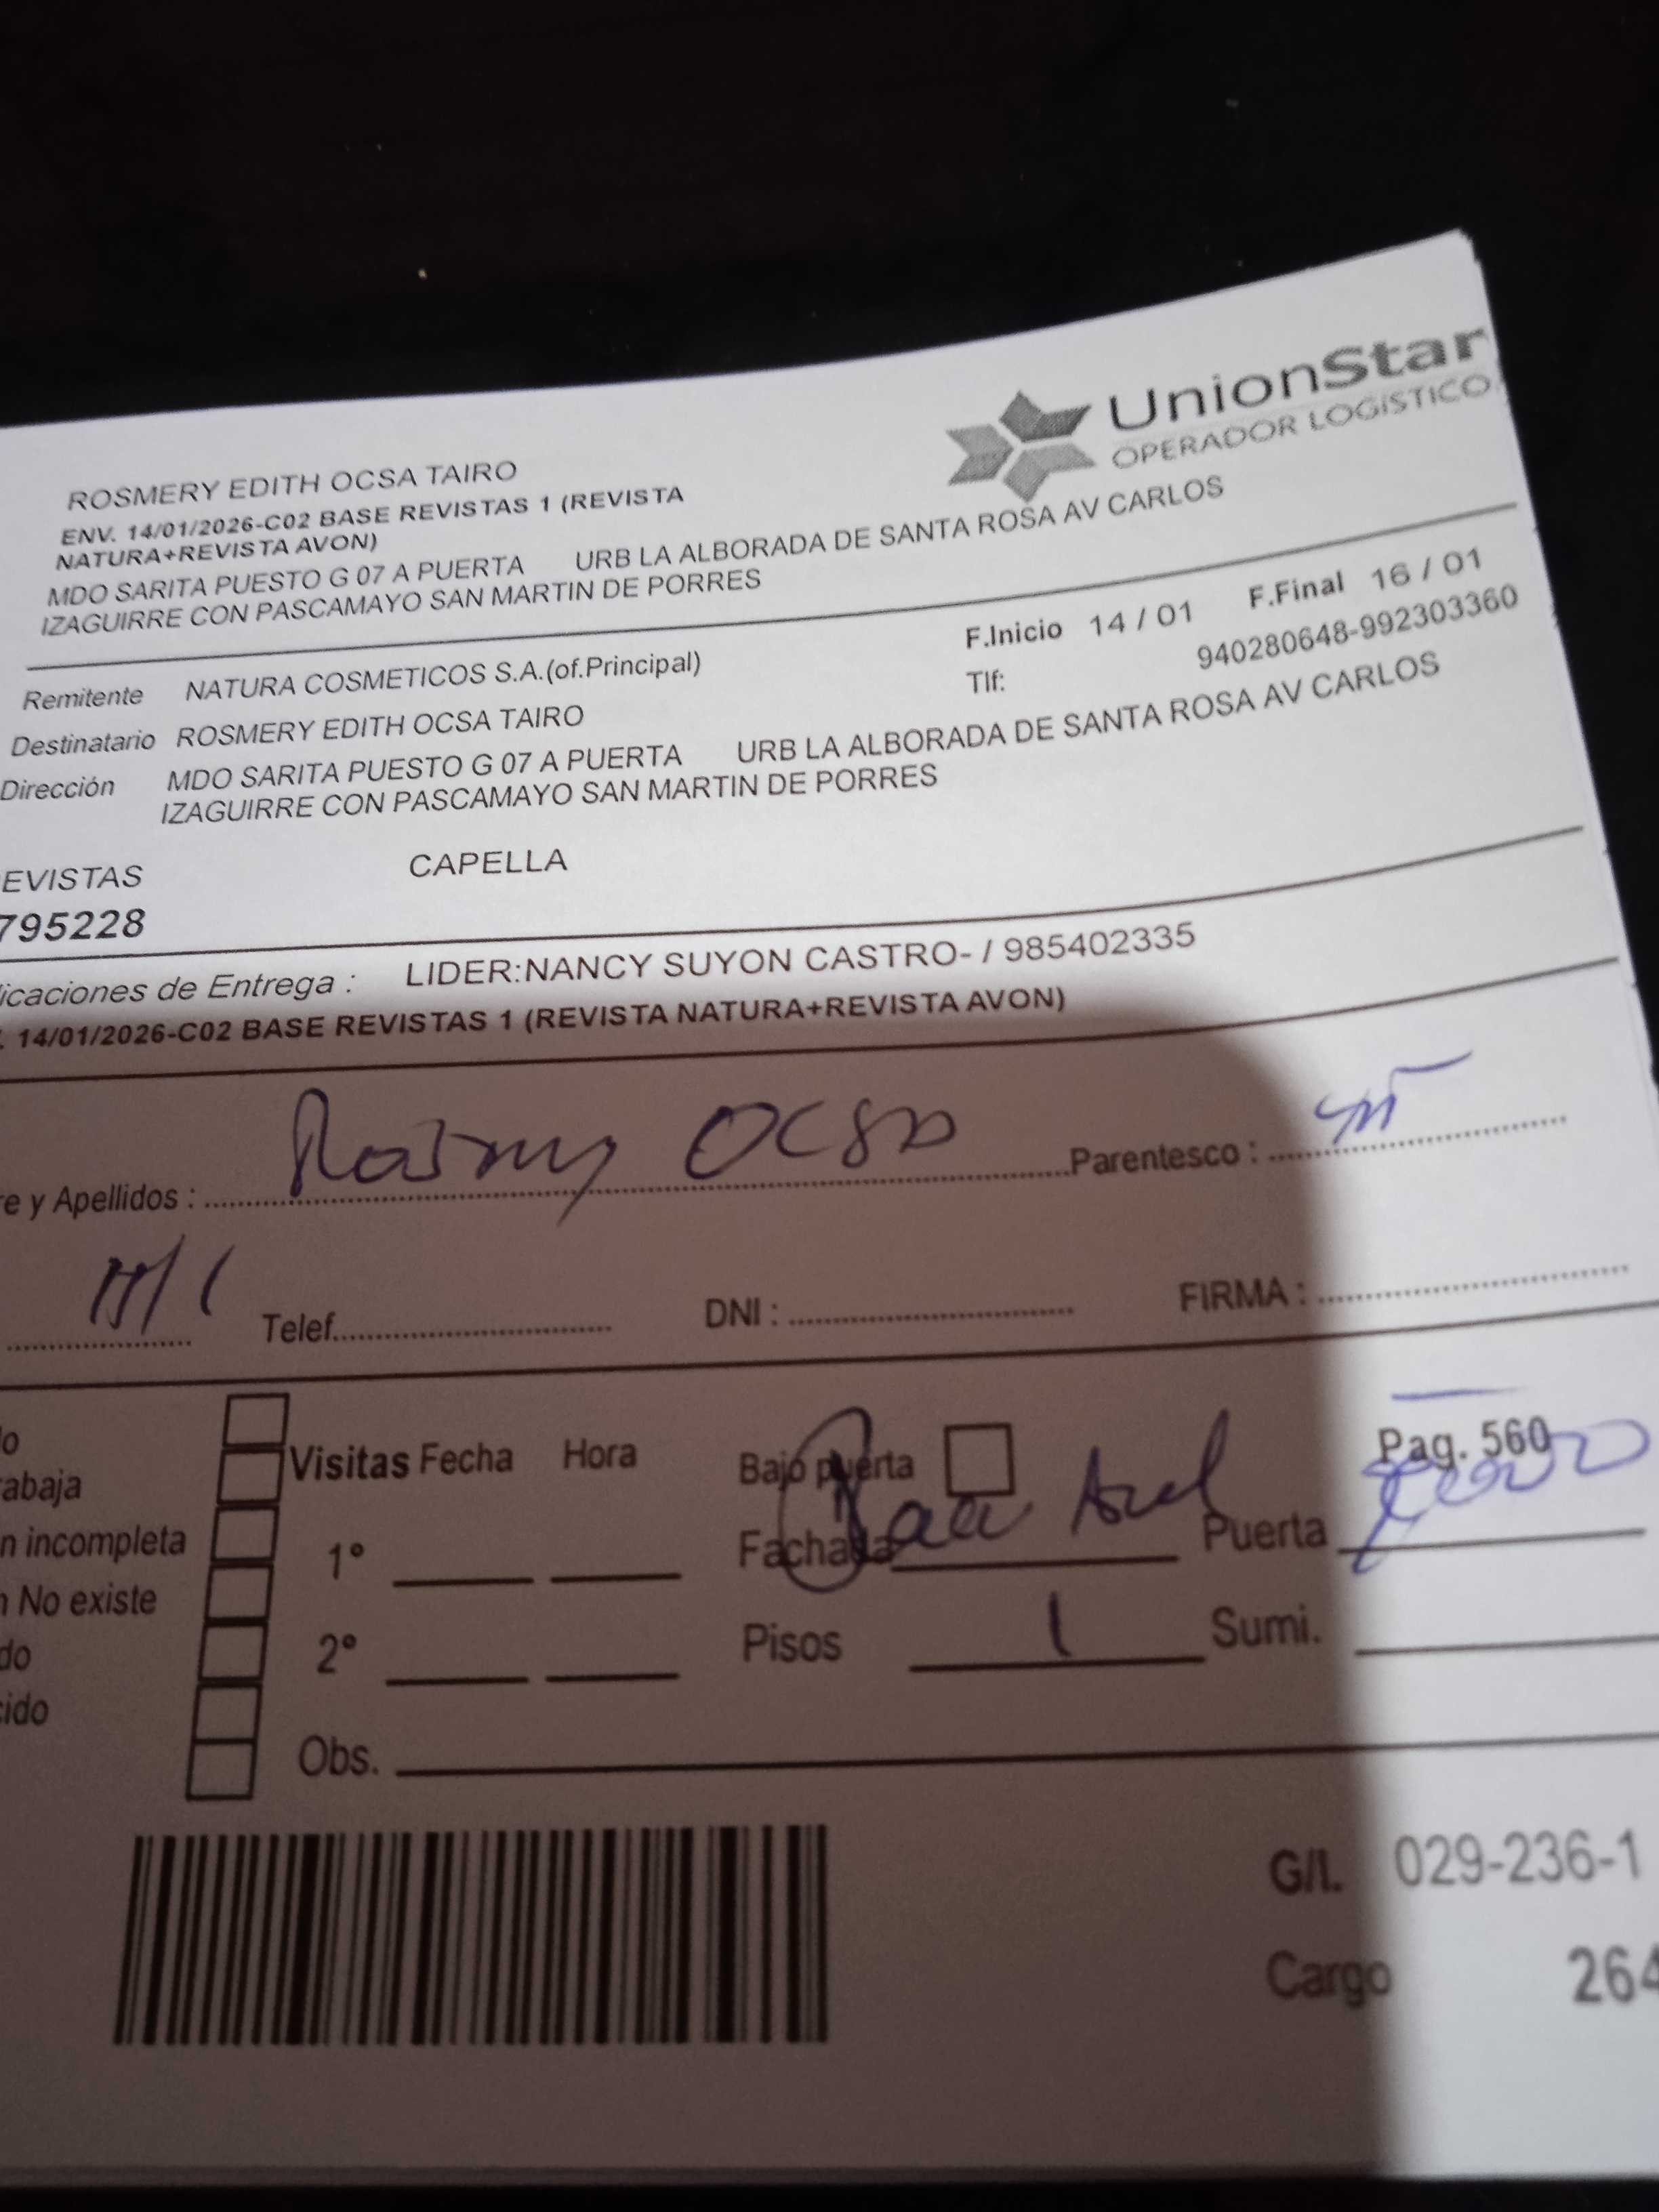 UnionStar
OPERADOR LOGÍSTICO
ROSMERY EDITH OCSA TAIRO
ENV. 14/01/2026-C02 BASE REVISTAS 1 (REVISTA
NATURA+REVISTA AVON)
MDO SARITA PUESTO G 07 A PUERTA URB LA ALBORADA DE SANTA ROSA AV CARLOS
IZAGUIRRE CON PASCAMAYO SAN MARTIN DE PORRES
F.Inicio 14 / 01 F.Final 16 / 01
Remitente NATURA COSMETICOS S.A.(of.Principal) Tlf: 940280648-992303360
Destinatario ROSMERY EDITH OCSA TAIRO
Dirección MDO SARITA PUESTO G 07 A PUERTA URB LA ALBORADA DE SANTA ROSA AV CARLOS
IZAGUIRRE CON PASCAMAYO SAN MARTIN DE PORRES
EVISTAS CAPELLA
795228
licaciones de Entrega : LIDER:NANCY SUYON CASTRO- / 985402335
. 14/01/2026-C02 BASE REVISTAS 1 (REVISTA NATURA+REVISTA AVON)
re y Apellidos : Rosmy Ocsa Parentesco :
Telef. DNI : FIRMA :
o
abaja
n incompleta
n No existe
do
cido
Visitas Fecha Hora
1°
2°
Obs.
Bajo puerta Pag. 560
Fachada Puerta
Pisos 1 Sumi.
G/I. 029-236-1
Cargo 264